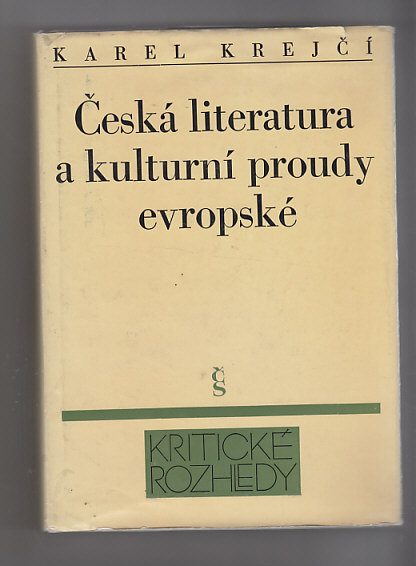 KAREL KREJČÍ
Česká literatura
a kulturní proudy
evropské
čs
KRITICKÉ
ROZHLEDY